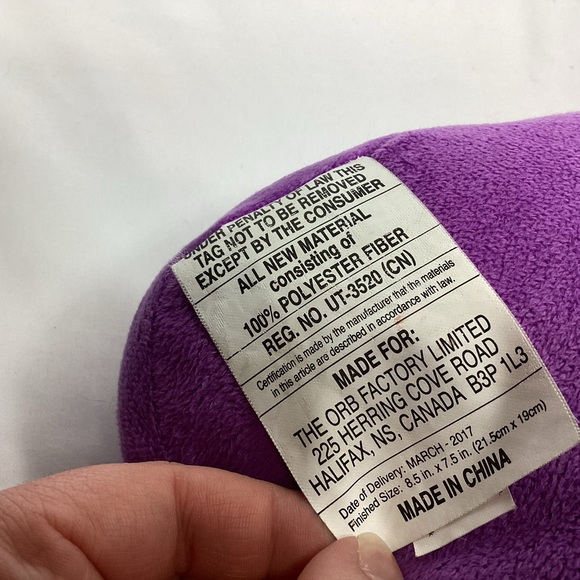 UNDER PENALTY OF LAW THIS
TAG NOT TO BE REMOVED
EXCEPT BY THE CONSUMER
ALL NEW MATERIAL
consisting of
100% POLYESTER FIBER
REG. NO. UT-3520 (CN)
Certification is made by the manufacturer that the materials
in this article are described in accordance with law.
MADE FOR:
THE ORB FACTORY LIMITED
225 HERRING COVE ROAD
HALIFAX, NS, CANADA B3P 1L3
Date of Delivery: MARCH - 2017
Finished Size: 8.5 in. x 7.5 in. (21.5cm x 19cm)
MADE IN CHINA